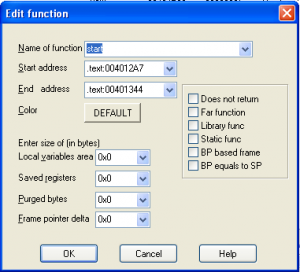 Edit function
Name of function start
Start address .text:004012A7
End address .text:00401344
Color DEFAULT
Enter size of (in bytes)
Local variables area 0x0
Saved registers 0x0
Purged bytes 0x0
Frame pointer delta 0x0
Does not return
Far function
Library func
Static func
BP based frame
BP equals to SP
OK Cancel Help